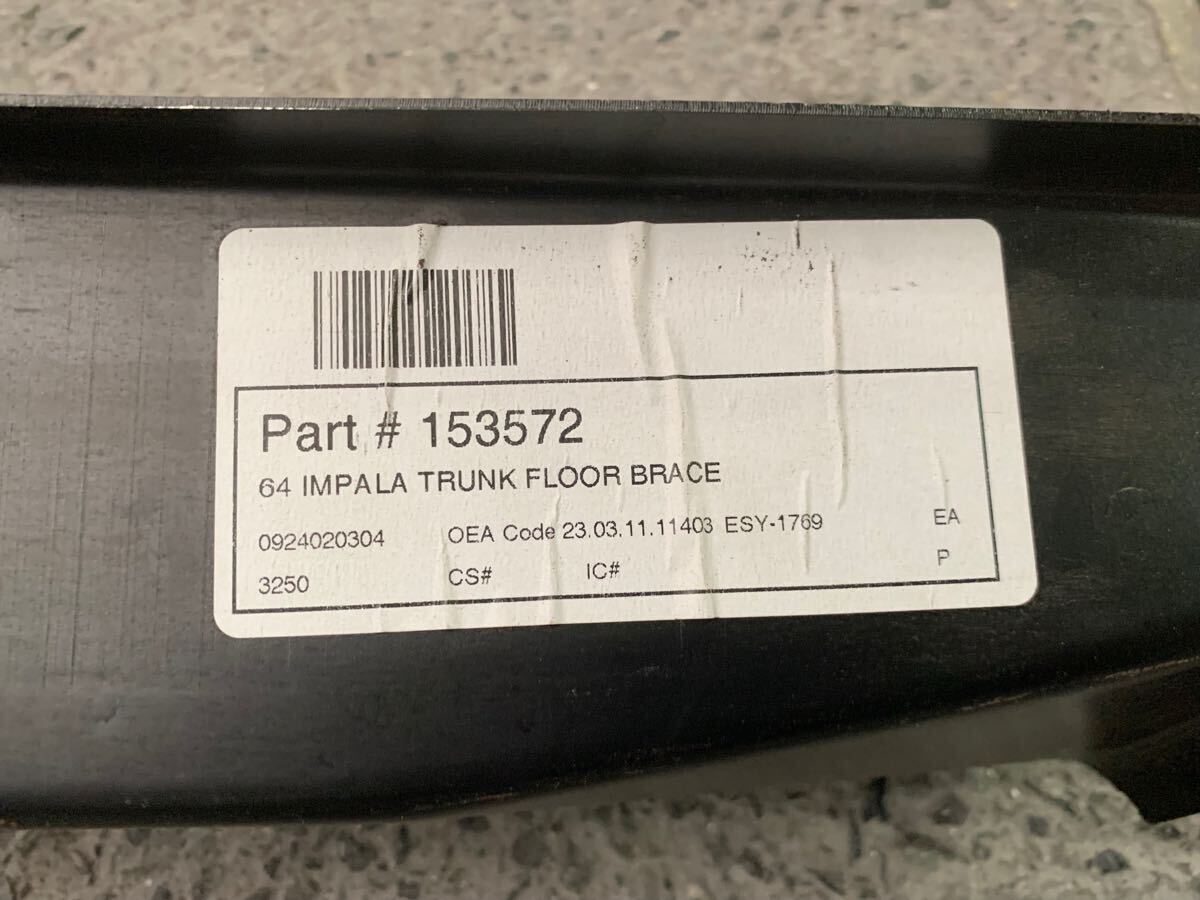 Part # 153572
64 IMPALA TRUNK FLOOR BRACE
0924020304 OEA Code 23.03.11.11403 ESY-1769 EA
3250 CS# IC# P